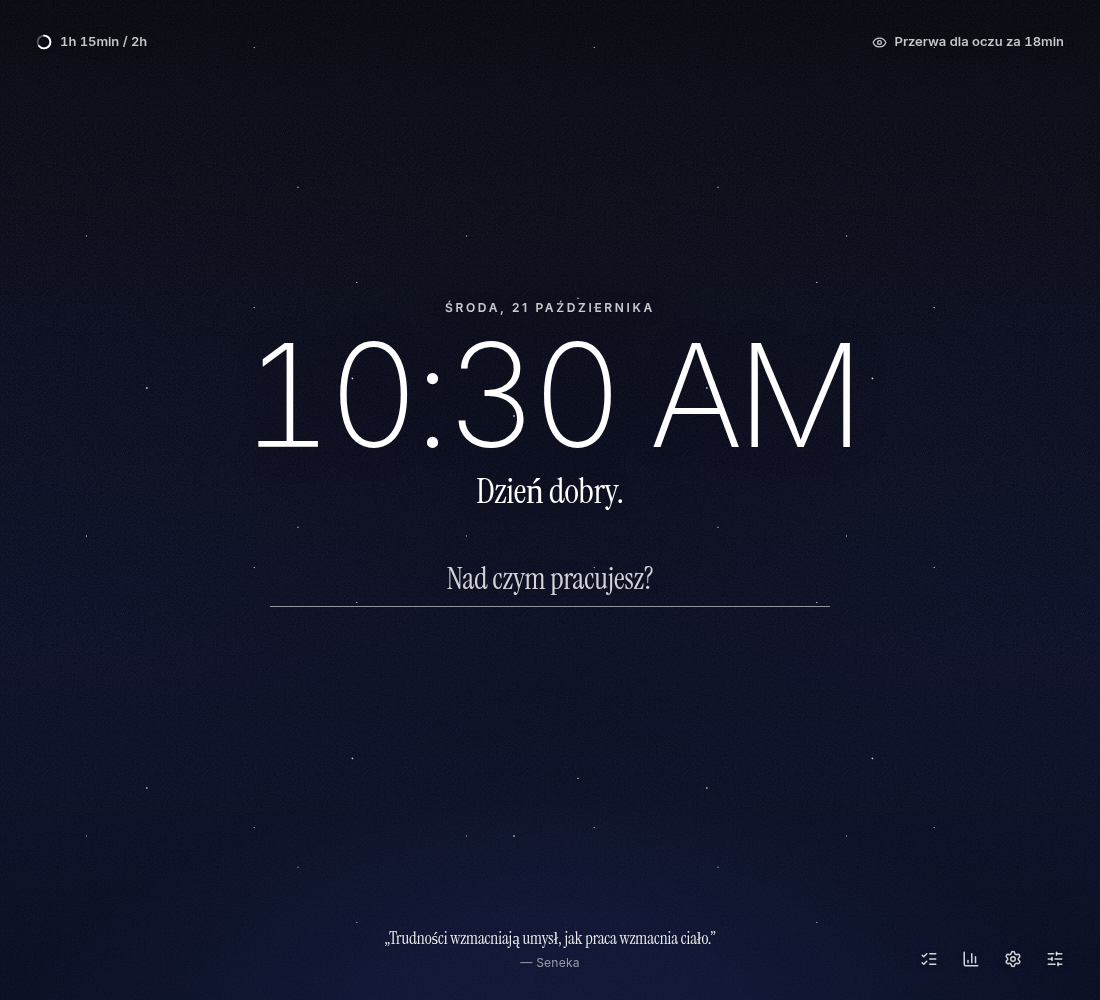 1h 15min / 2h
Przerwa dla oczu za 18min
ŚRODA, 21 PAŹDZIERNIKA
10:30 AM
Dzień dobry.
Nad czym pracujesz?
„Trudności wzmacniają umysł, jak praca wzmacnia ciało.”
— Seneka